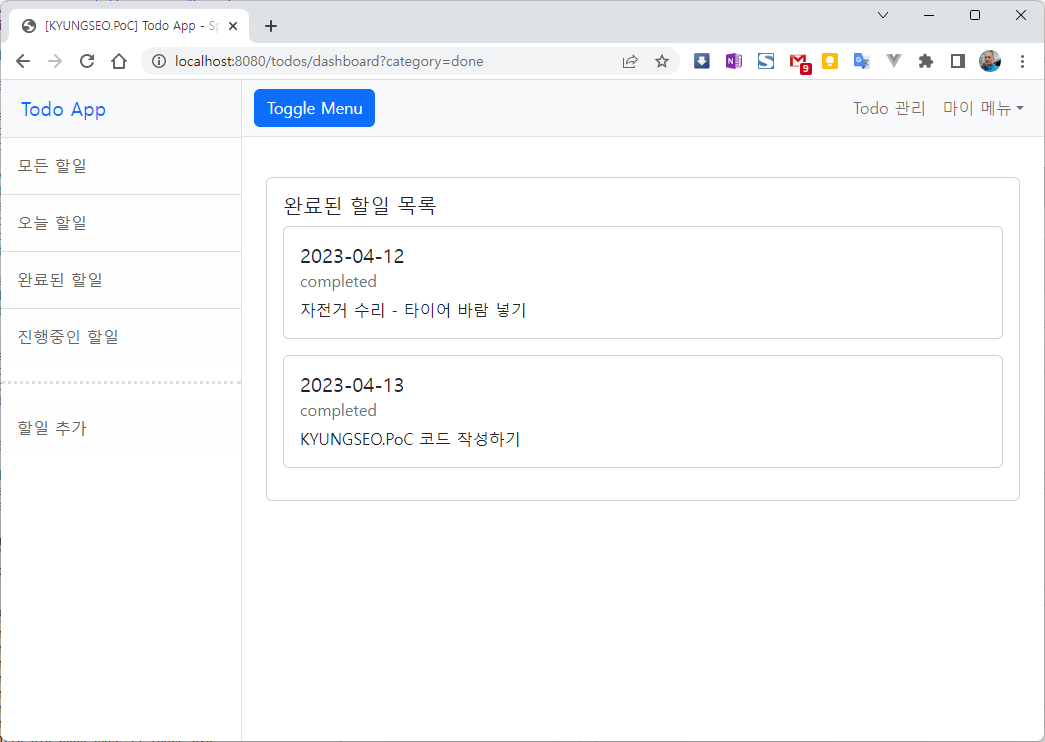 [KYUNGSEO.PoC] Todo App - Sp
localhost:8080/todos/dashboard?category=done
9
Todo App
Toggle Menu
Todo 관리
마이 메뉴
모든 할일
오늘 할일
완료된 할일
진행중인 할일
할일 추가
완료된 할일 목록
2023-04-12
completed
자전거 수리 - 타이어 바람 넣기
2023-04-13
completed
KYUNGSEO.PoC 코드 작성하기